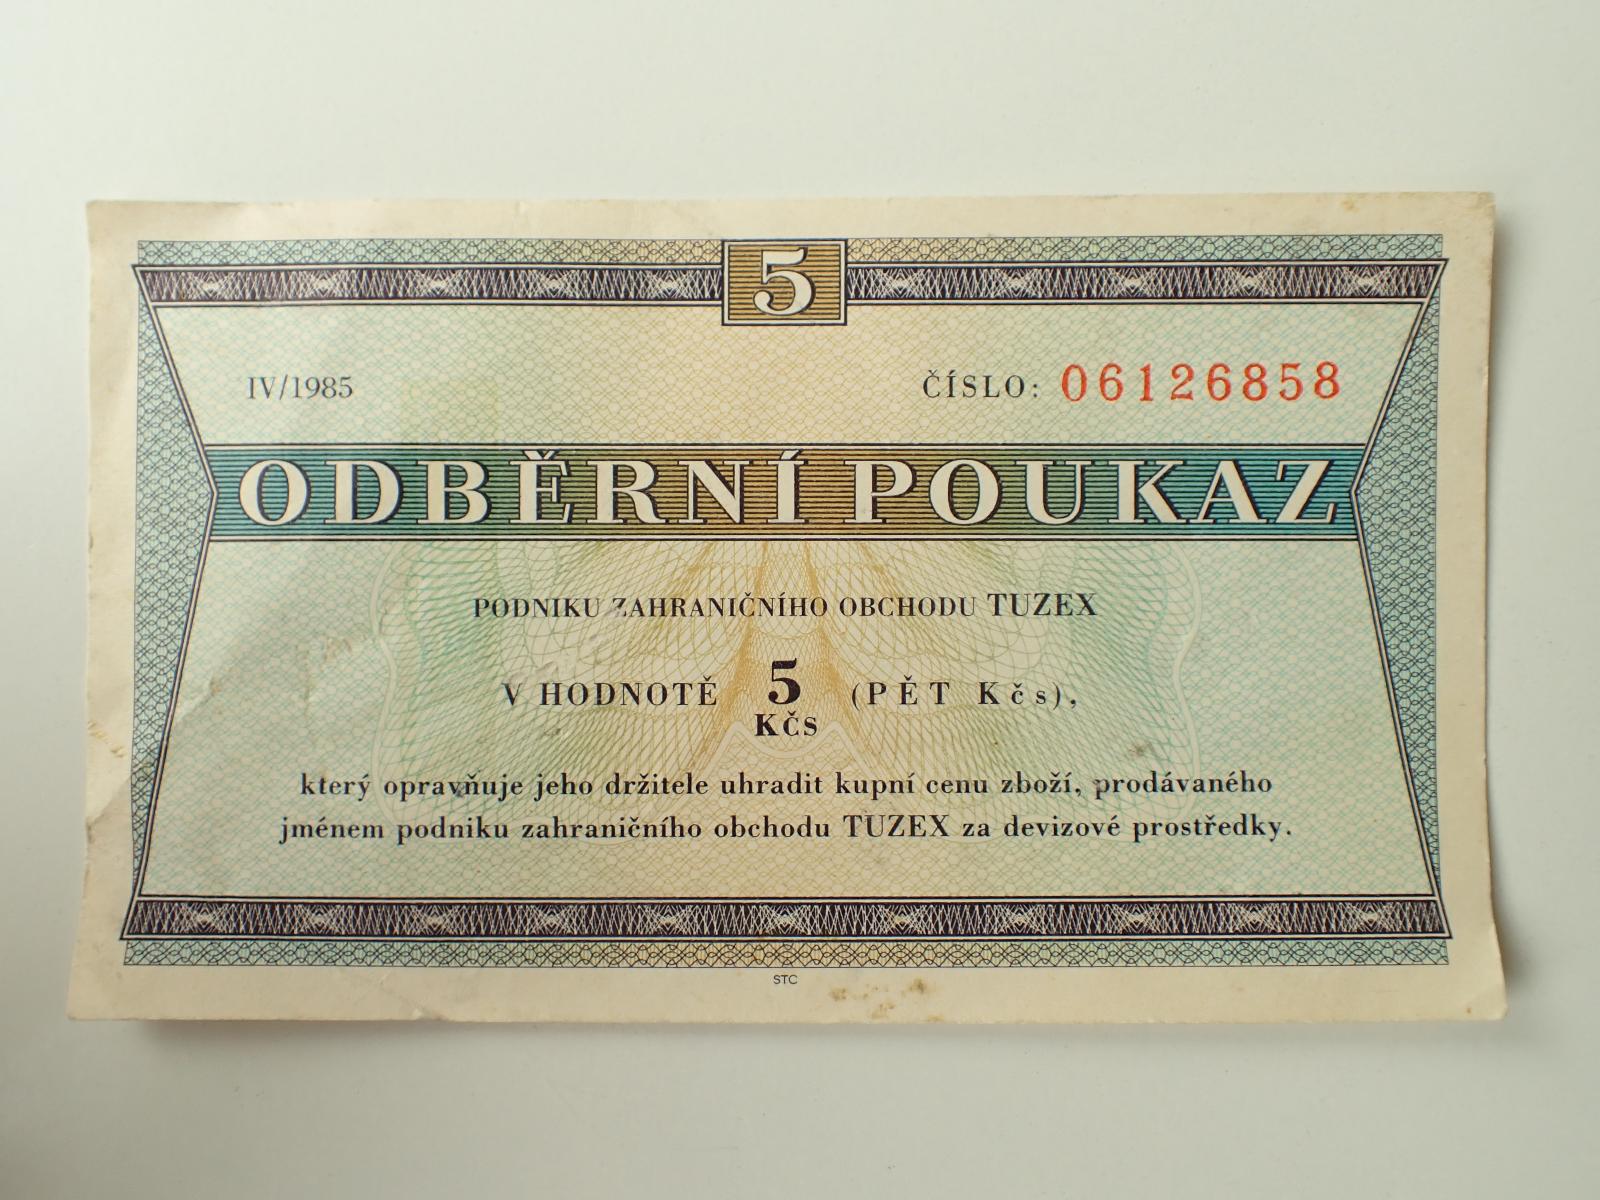 5
IV/1985 ČÍSLO: 06126858
ODBĚRNÍ POUKAZ
PODNIKU ZAHRANIČNÍHO OBCHODU TUZEX
V HODNOTĚ 5 (PĚT Kčs),
KČS
který opravňuje jeho držitele uhradit kupní cenu zboží, prodávaného
jménem podniku zahraničního obchodu TUZEX za devizové prostředky.
STC